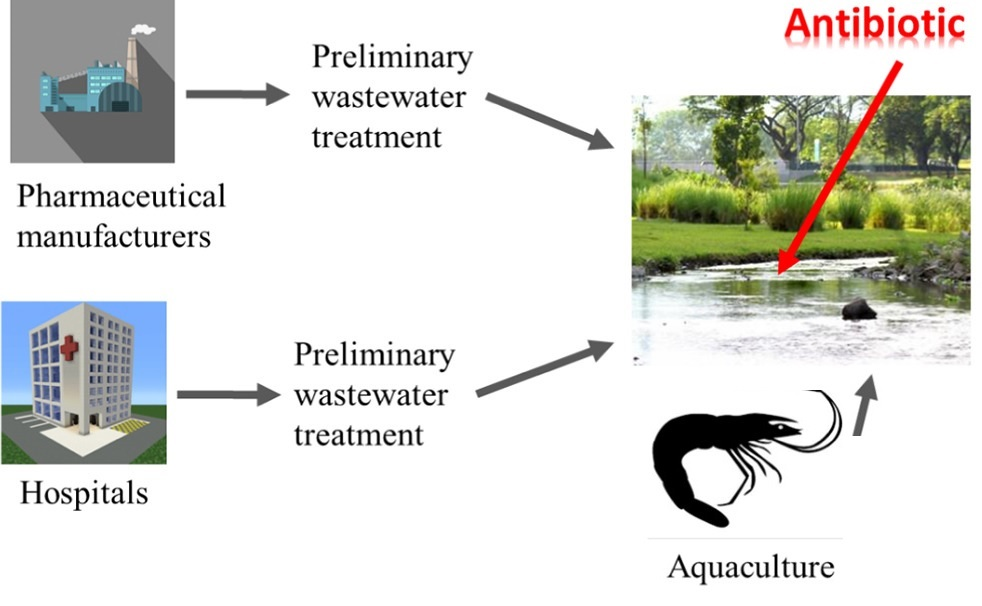 Antibiotic
Preliminary
wastewater
treatment
Pharmaceutical
manufacturers
Preliminary
wastewater
treatment
Hospitals
Aquaculture